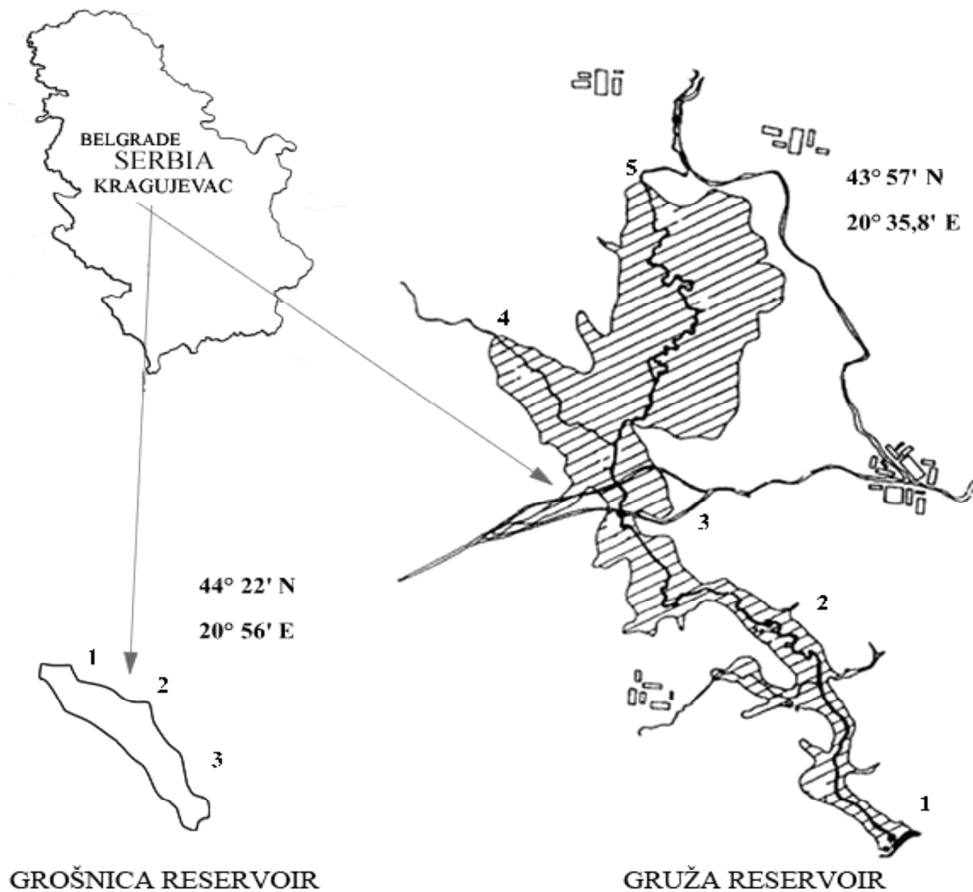 BELGRADE
SERBIA
KRAGUJEVAC
5
43° 57' N
20° 35,8' E
4
3
44° 22' N
20° 56' E
2
1
2
3
1
GROŠNICA RESERVOIR
GRUŽA RESERVOIR